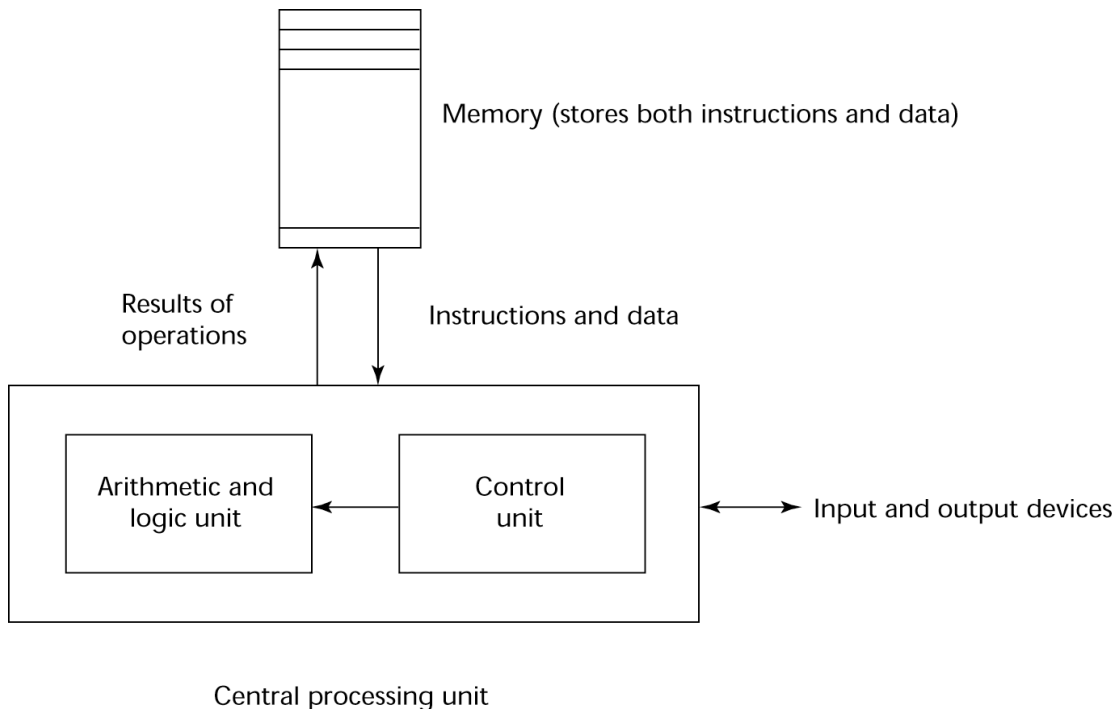 Memory (stores both instructions and data)
Results of
operations
Instructions and data
Arithmetic and
logic unit
Control
unit
Input and output devices
Central processing unit